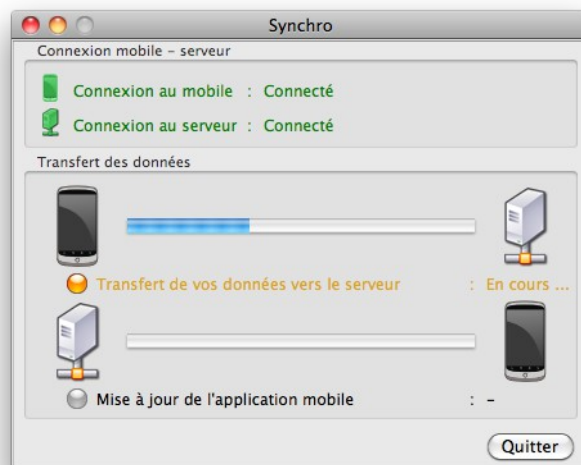 Synchro
Connexion mobile – serveur
Connexion au mobile : Connecté
Connexion au serveur : Connecté
Transfert des données
Transfert de vos données vers le serveur : En cours ...
Mise à jour de l'application mobile : –
Quitter